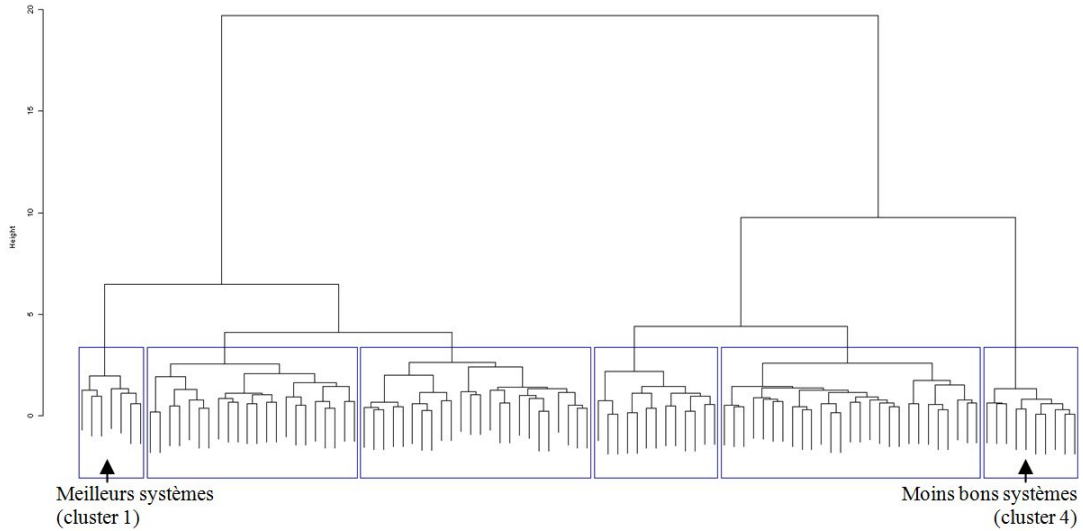 20
15
10
5
0
Height
Meilleurs systèmes
(cluster 1)
Moins bons systèmes
(cluster 4)